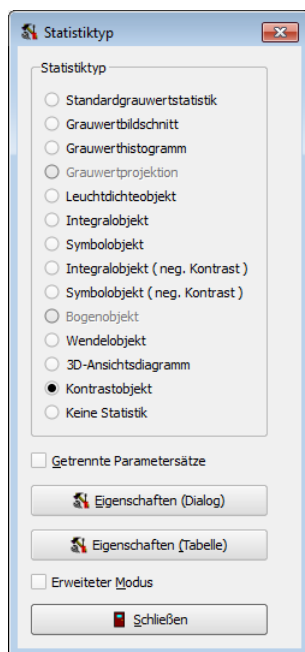 Statistiktyp
Statistiktyp
Standardgrauwertstatistik
Grauwertbildschnitt
Grauwerthistogramm
Grauwertprojektion
Leuchtdichteobjekt
Integralobjekt
Symbolobjekt
Integralobjekt ( neg. Kontrast )
Symbolobjekt ( neg. Kontrast )
Bogenobjekt
Wendelobjekt
3D-Ansichtsdiagramm
Kontrastobjekt
Keine Statistik
Getrennte Parametersätze
Eigenschaften (Dialog)
Eigenschaften (Tabelle)
Erweiteter Modus
Schließen